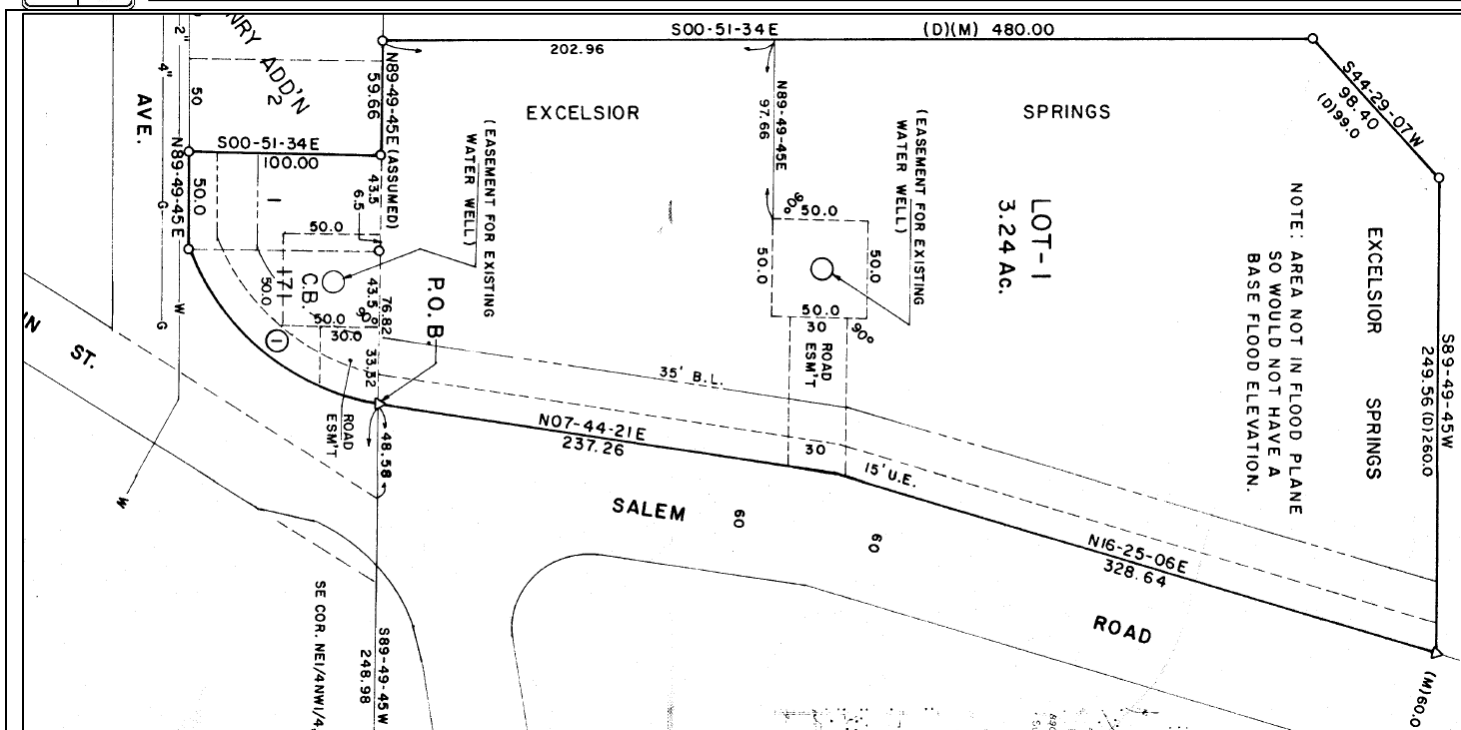 S00-51-34E (D)(M) 480.00
202.96
S44-29-07W
98.40
(D)99.0
2"
4"
ADD'N
2
50
AVE.
N89-49-45E (ASSUMED)
59.66
S00-51-34E
100.00
N89-49-45E
50.0
G
G
W
W
1
43.5
6.5
50.0
171
50.0
C.B.
50.0
90°
30.0
43.5
76.82
33.32
1
(EASEMENT FOR EXISTING
WATER WELL)
P.O.B.
EXCELSIOR
SPRINGS
N89-49-45E
97.66
90°
50.0
50.0
50.0
50.0
90°
30
ROAD
ESM'T
30
(EASEMENT FOR EXISTING
WATER WELL)
LOT-1
3.24 Ac.
NOTE: AREA NOT IN FLOOD PLANE
SO WOULD NOT HAVE A
BASE FLOOD ELEVATION.
EXCELSIOR SPRINGS
S89-49-45W
249.56 (D)260.0
35' B.L.
N07-44-21E
237.26
15' U.E.
N16-25-06E
328.64
ROAD
ESM'T
48.58
SALEM
60
60
ROAD
ST.
SE COR. NE1/4NW1/4,
S89-49-45W
248.98
(M)60.0